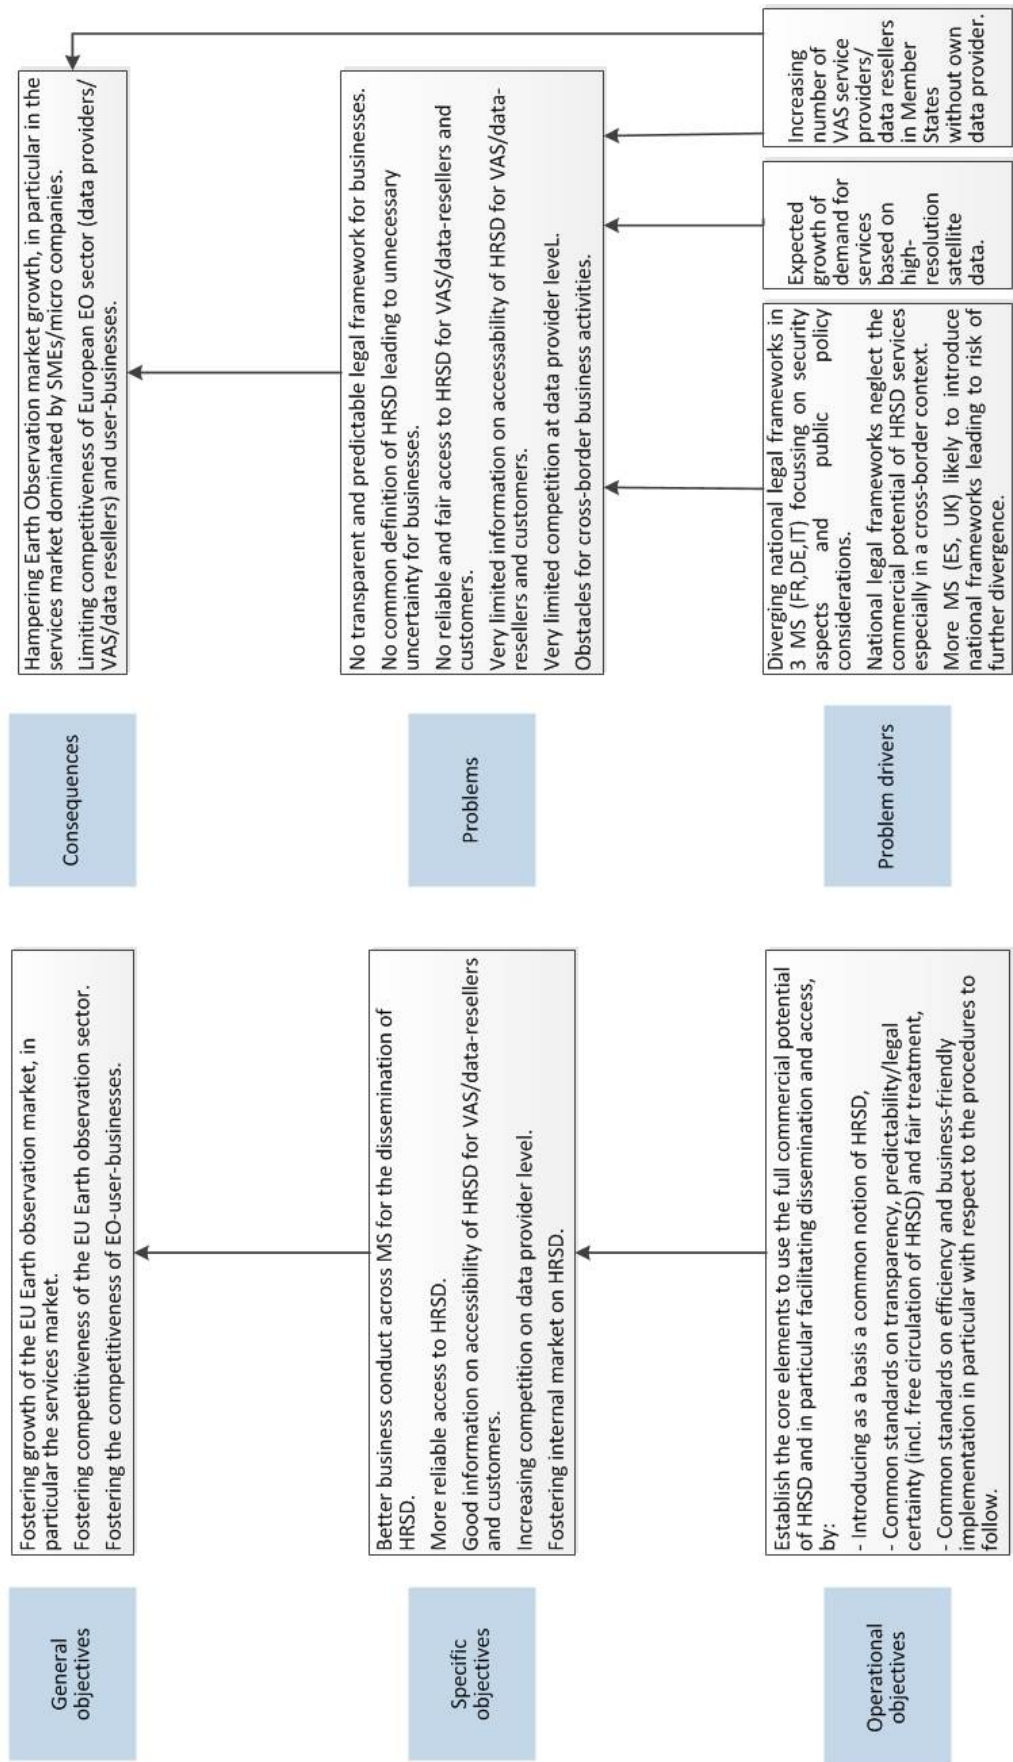 General
objectives
Fostering growth of the EU Earth observation market, in
particular the services market.
Fostering competitiveness of the EU Earth observation sector.
Fostering the competitiveness of EO-user-businesses.
Specific
objectives
Better business conduct across MS for the dissemination of
HRSD.
More reliable access to HRSD.
Good information on accessibility of HRSD for VAS/data-resellers
and customers.
Increasing competition on data provider level.
Fostering internal market on HRSD.
Operational
objectives
Establish the core elements to use the full commercial potential
of HRSD and in particular facilitating dissemination and access,
by:
- Introducing as a basis a common notion of HRSD,
- Common standards on transparency, predictability/legal
certainty (incl. free circulation of HRSD) and fair treatment,
- Common standards on efficiency and business-friendly
implementation in particular with respect to the procedures to
follow.
Consequences
Hampering Earth Observation market growth, in particular in the
services market dominated by SMEs/micro companies.
Limiting competitiveness of European EO sector (data providers/
VAS/data resellers) and user-businesses.
Problems
No transparent and predictable legal framework for businesses.
No common definition of HRSD leading to unnecessary
uncertainty for businesses.
No reliable and fair access to HRSD for VAS/data-resellers and
customers.
Very limited information on accessability of HRSD for VAS/data-
resellers and customers.
Very limited competition at data provider level.
Obstacles for cross-border business activities.
Problem drivers
Diverging national legal frameworks in
3 MS (FR,DE,IT) focussing on security
aspects and public policy
considerations.
National legal frameworks neglect the
commercial potential of HRSD services
especially in a cross-border context.
More MS (ES, UK) likely to introduce
national frameworks leading to risk of
further divergence.
Expected
growth of
demand for
services
based on
high-
resolution
satellite
data.
Increasing
number of
VAS service
providers/
data resellers
in Member
States
without own
data provider.